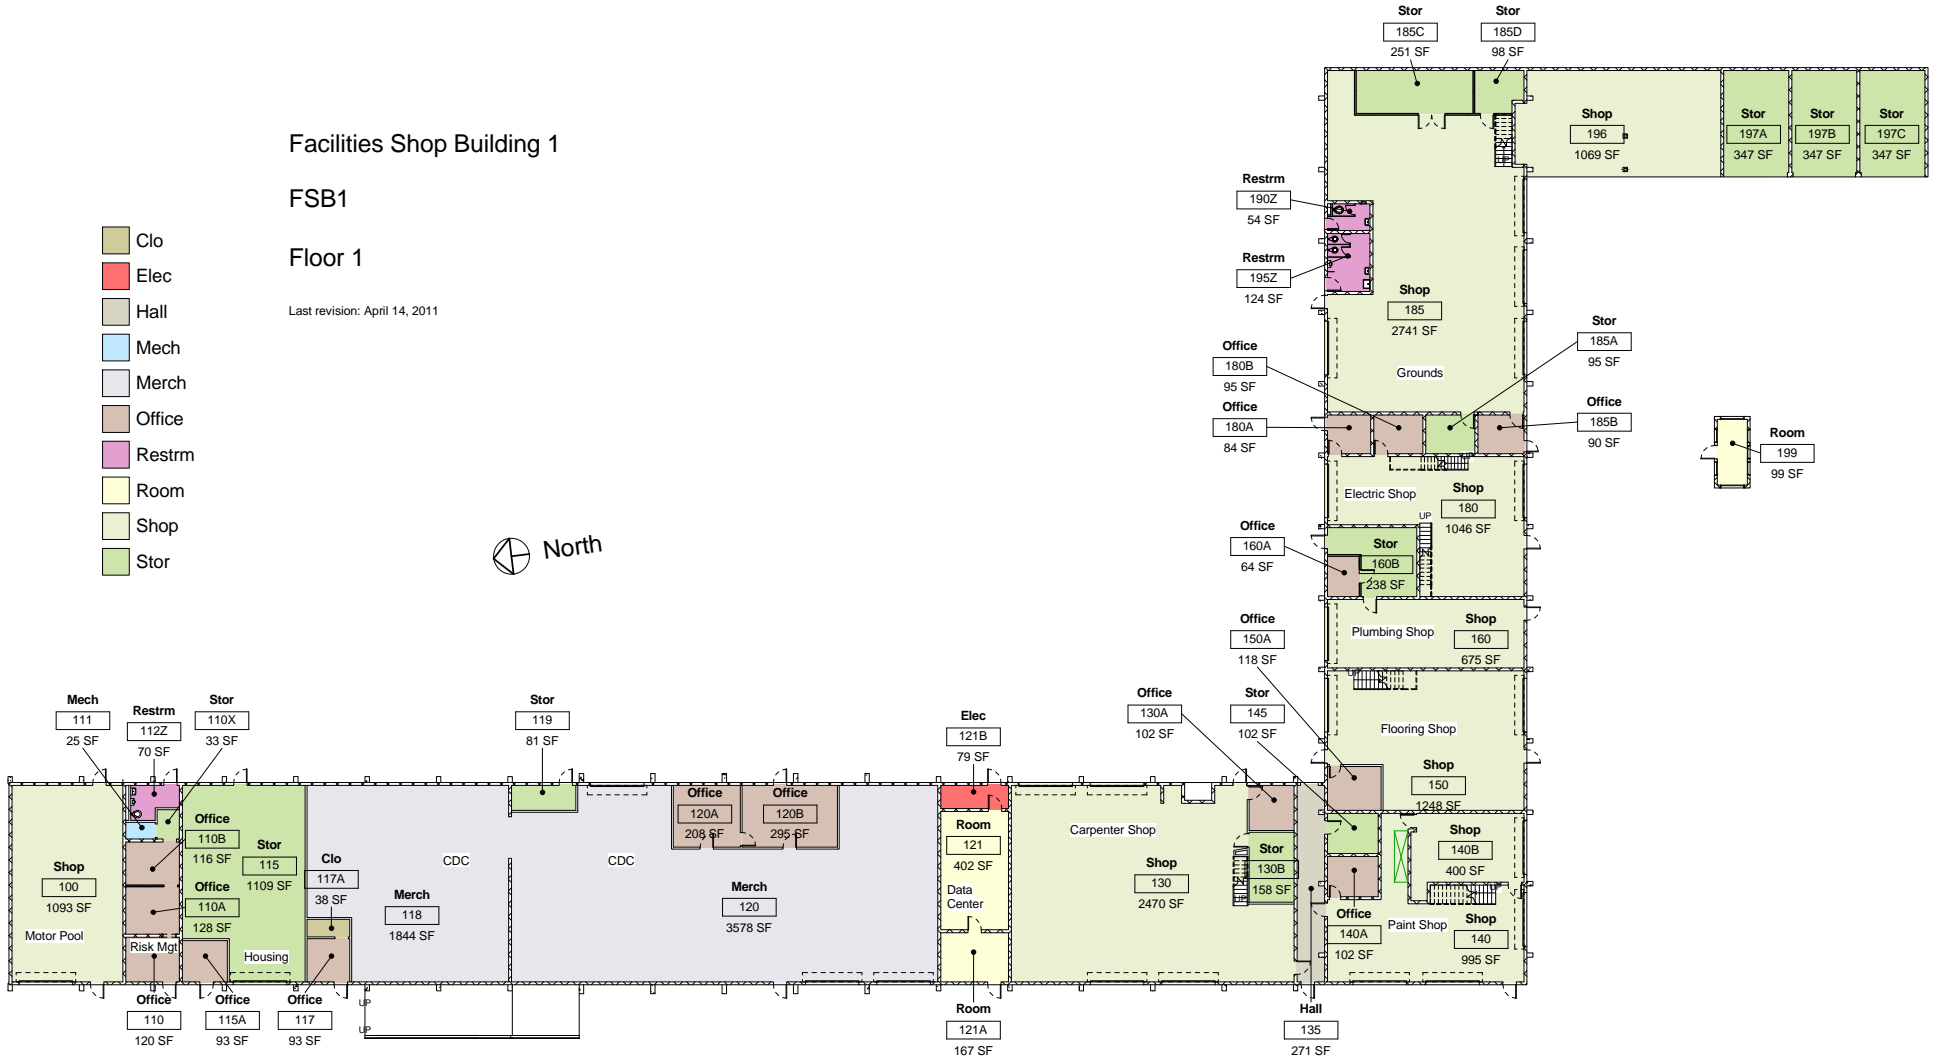 Facilities Shop Building 1
FSB1
Floor 1
Last revision: April 14, 2011
Clo
Elec
Hall
Mech
Merch
Office
Restrm
Room
Shop
Stor
North
Stor
185C
251 SF
Stor
185D
98 SF
Shop
196
1069 SF
Stor
197A
347 SF
Stor
197B
347 SF
Stor
197C
347 SF
UP
Restrm
190Z
54 SF
Restrm
195Z
124 SF
Shop
185
2741 SF
Grounds
Office
180B
95 SF
Office
180A
84 SF
Stor
185A
95 SF
Office
185B
90 SF
Room
199
99 SF
Electric Shop
Shop
180
1046 SF
UP
Office
160A
64 SF
Stor
160B
238 SF
Plumbing Shop
Shop
160
675 SF
Office
150A
118 SF
UP
Flooring Shop
Shop
150
1248 SF
Mech
111
25 SF
Restrm
112Z
70 SF
Stor
110X
33 SF
Stor
119
81 SF
Elec
121B
79 SF
Office
130A
102 SF
Stor
145
102 SF
Shop
100
1093 SF
Motor Pool
Office
110B
116 SF
Office
110A
128 SF
Risk Mgt
Stor
115
1109 SF
Housing
Clo
117A
38 SF
CDC
Merch
118
1844 SF
CDC
Office
120A
208 SF
Office
120B
295 SF
Merch
120
3578 SF
Room
121
402 SF
Data
Center
Carpenter Shop
Shop
130
2470 SF
Stor
130B
158 SF
UP
Shop
140B
400 SF
UP
Office
140A
102 SF
Paint Shop
Shop
140
995 SF
Office
110
120 SF
Office
115A
93 SF
Office
117
93 SF
UP
UP
Room
121A
167 SF
Hall
135
271 SF